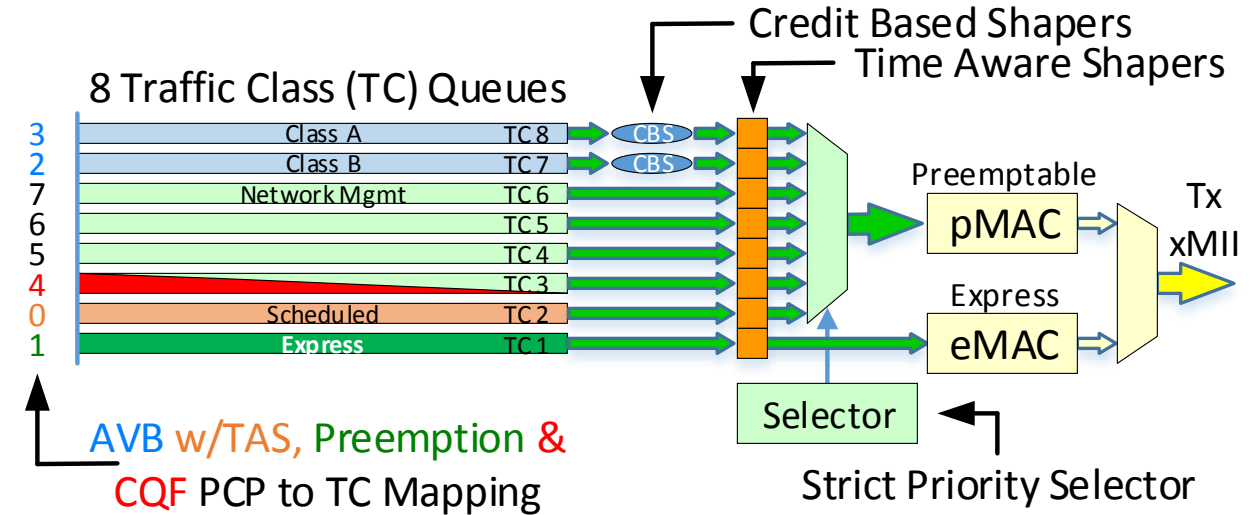 Credit Based Shapers
Time Aware Shapers
8 Traffic Class (TC) Queues
3 Class A TC 8 CBS
2 Class B TC 7 CBS
7 Network Mgmt TC 6
6 TC 5
5 TC 4
4 TC 3
0 Scheduled TC 2
1 Express TC 1
Preemptable
pMAC
Express
eMAC
Tx
xMII
Selector
Strict Priority Selector
AVB w/TAS, Preemption &
CQF PCP to TC Mapping